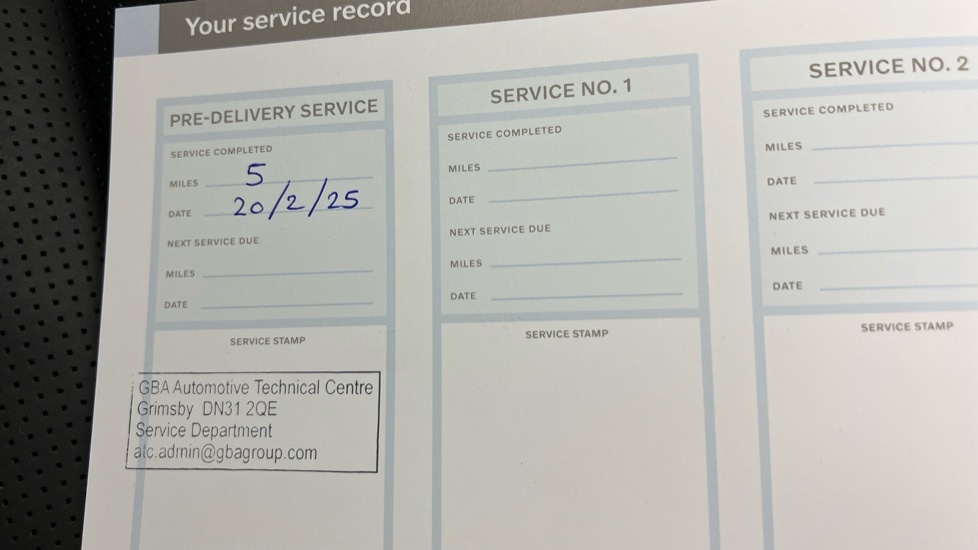 Your service record
PRE-DELIVERY SERVICE
SERVICE COMPLETED
MILES 5
DATE 20/2/25
NEXT SERVICE DUE
MILES
DATE
SERVICE STAMP
GBA Automotive Technical Centre
Grimsby DN31 2QE
Service Department
atc.admin@gbagroup.com
SERVICE NO. 1
SERVICE COMPLETED
MILES
DATE
NEXT SERVICE DUE
MILES
DATE
SERVICE STAMP
SERVICE NO. 2
SERVICE COMPLETED
MILES
DATE
NEXT SERVICE DUE
MILES
DATE
SERVICE STAMP